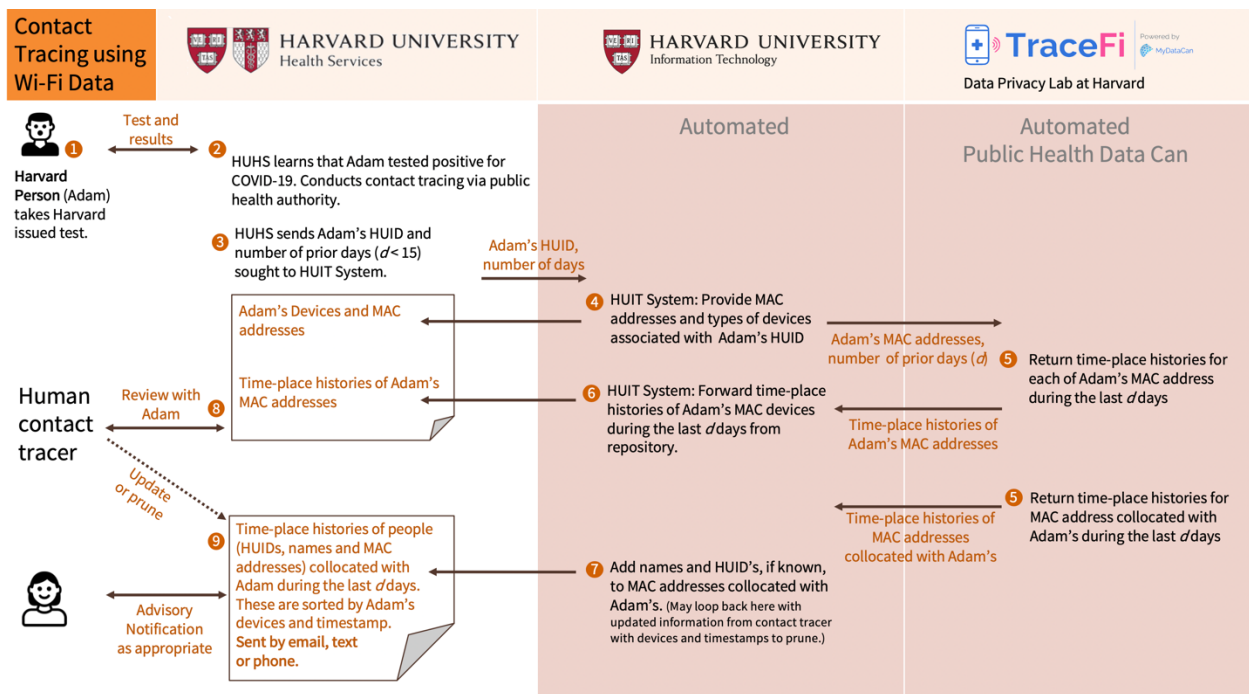 Contact
Tracing using
Wi-Fi Data
VE RI
TAS
HARVARD UNIVERSITY
Health Services
VE RI
TAS
HARVARD UNIVERSITY
Information Technology
TraceFi
Powered by
MyDataCan
Data Privacy Lab at Harvard
Automated
Automated
Public Health Data Can
1
Harvard
Person (Adam)
takes Harvard
issued test.
Test and
results
2
HUHS learns that Adam tested positive for
COVID-19. Conducts contact tracing via public
health authority.
3
HUHS sends Adam's HUID and
number of prior days (d < 15)
sought to HUIT System.
Adam's HUID,
number of days
4
HUIT System: Provide MAC
addresses and types of devices
associated with Adam's HUID
Adam's Devices and MAC
addresses
Adam's MAC addresses,
number of prior days (d)
5
Return time-place histories for
each of Adam's MAC address
during the last d days
Time-place histories of
Adam's MAC addresses
6
HUIT System: Forward time-place
histories of Adam's MAC devices
during the last d days from
repository.
Time-place histories of Adam's
MAC addresses
Human
contact
tracer
Review with
Adam
8
Update
or prune
5
Return time-place histories for
MAC address collocated with
Adam's during the last d days
Time-place histories of
MAC addresses
collocated with Adam's
7
Add names and HUID's, if known,
to MAC addresses collocated with
Adam's. (May loop back here with
updated information from contact tracer
with devices and timestamps to prune.)
9
Time-place histories of people
(HUIDs, names and MAC
addresses) collocated with
Adam during the last d days.
These are sorted by Adam's
devices and timestamp.
Sent by email, text
or phone.
Advisory
Notification
as appropriate